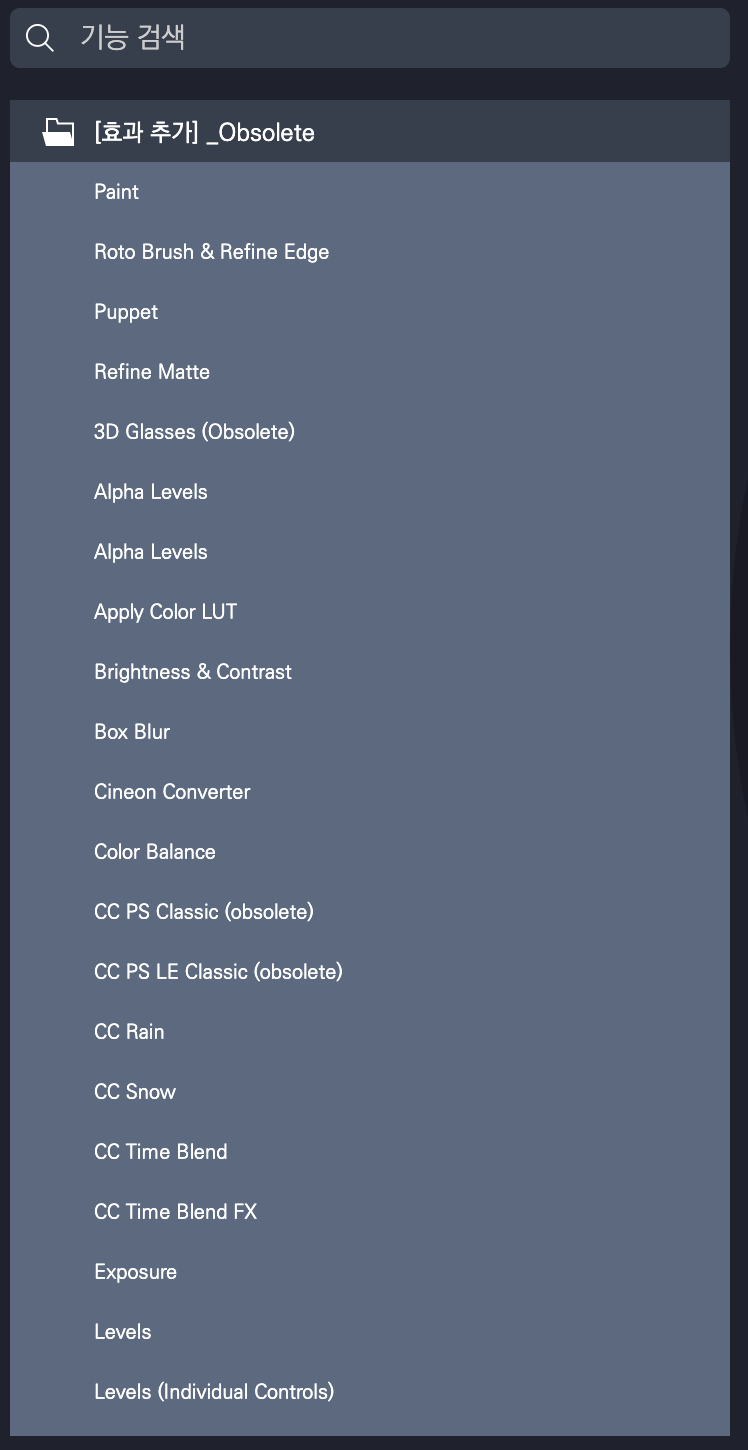 기능 검색
[효과 추가] _Obsolete
Paint
Roto Brush & Refine Edge
Puppet
Refine Matte
3D Glasses (Obsolete)
Alpha Levels
Alpha Levels
Apply Color LUT
Brightness & Contrast
Box Blur
Cineon Converter
Color Balance
CC PS Classic (obsolete)
CC PS LE Classic (obsolete)
CC Rain
CC Snow
CC Time Blend
CC Time Blend FX
Exposure
Levels
Levels (Individual Controls)